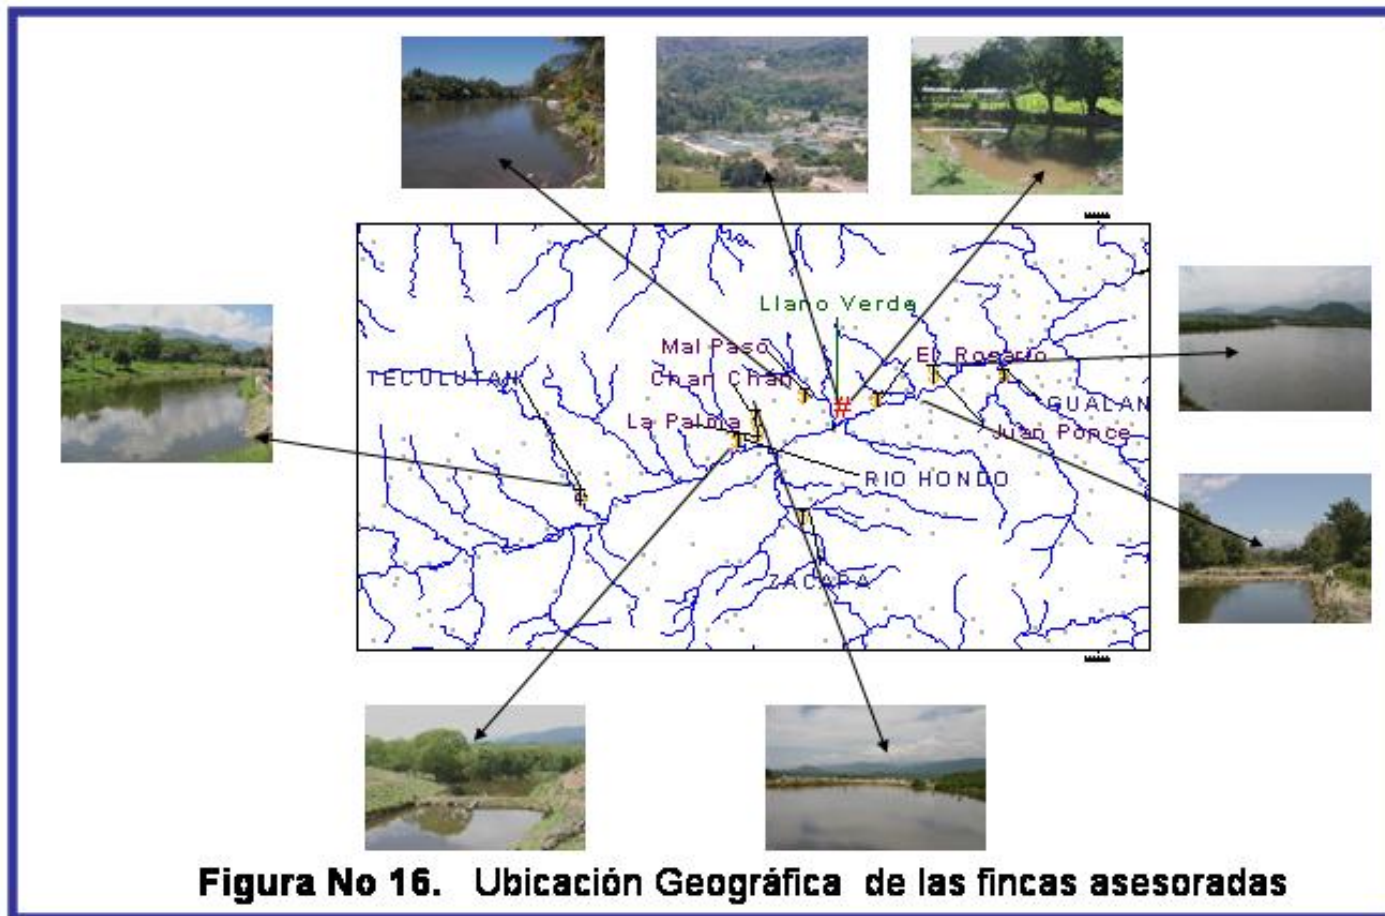 Llano Verde
Mal Paso
El Rosario
Chan Chan
TECULUTAN
GUALAN
La Palma
Juan Ponce
RIO HONDO
ZACAPA
Figura No 16. Ubicación Geográfica de las fincas asesoradas